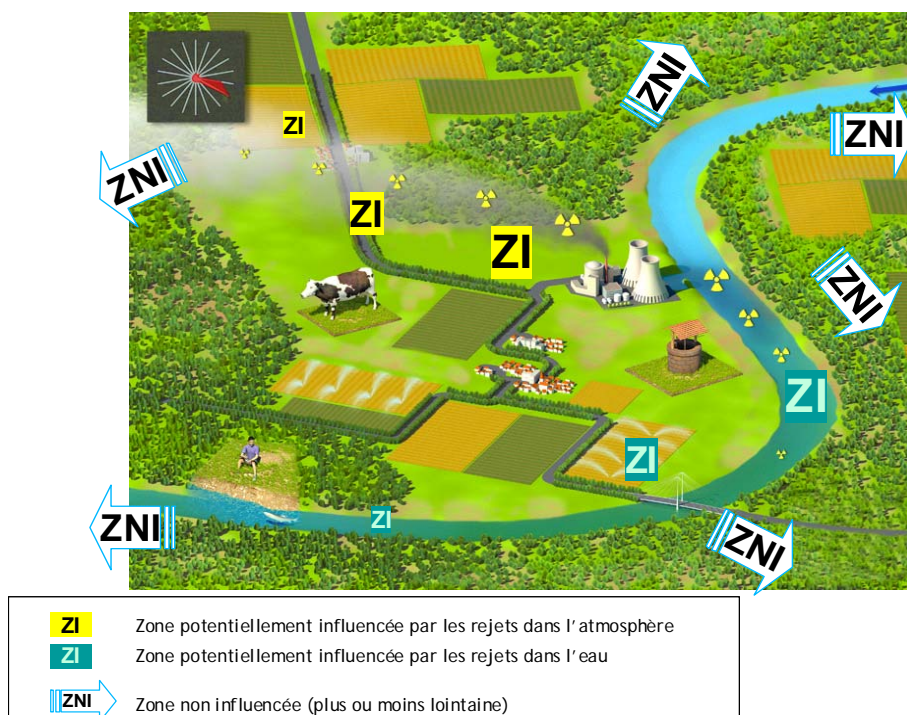 ZNI
ZI
ZNI
ZNI
ZI
ZI
ZNI
ZI
ZI
ZI
ZNI
ZNI
ZI Zone potentiellement influencée par les rejets dans l'atmosphère
ZI Zone potentiellement influencée par les rejets dans l'eau
ZNI Zone non influencée (plus ou moins lointaine)